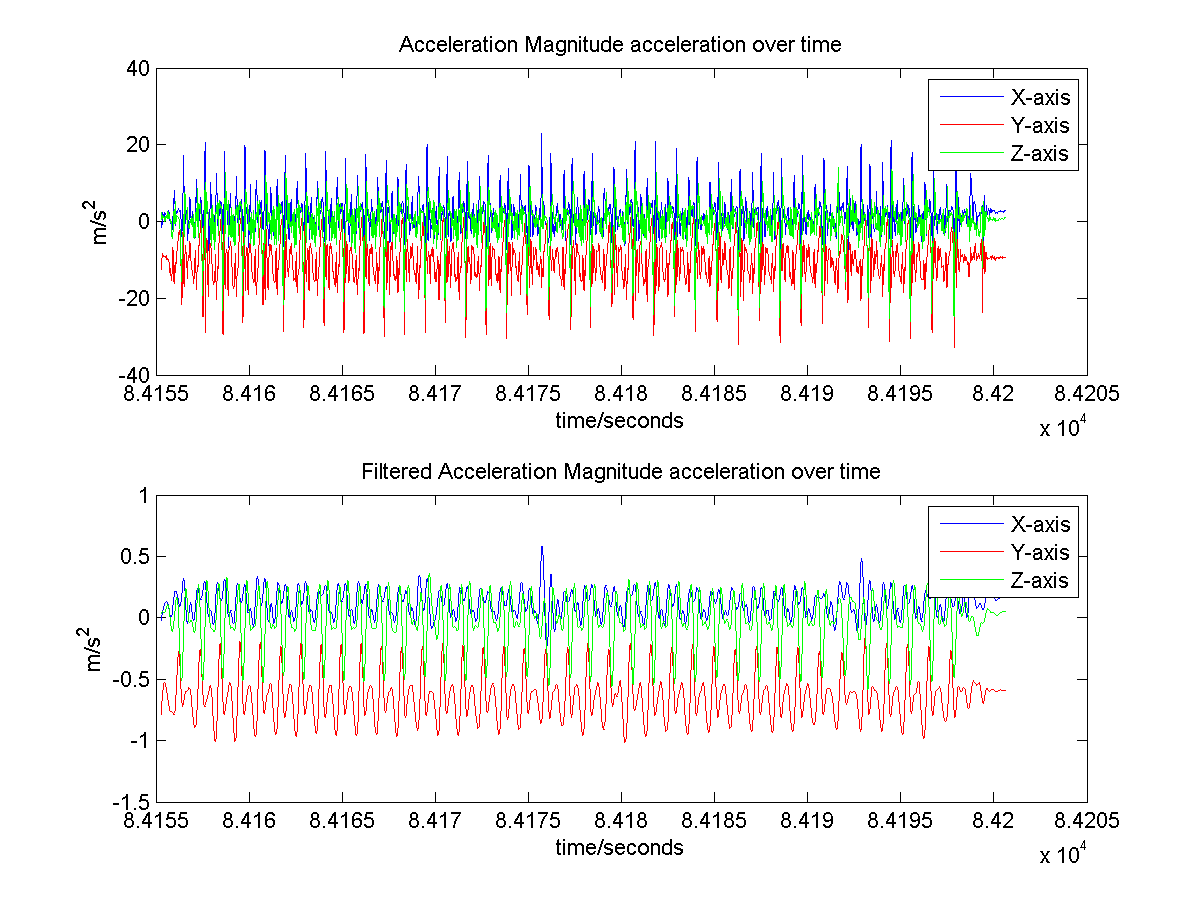 Acceleration Magnitude acceleration over time
40
20
0
-20
-40
m/s2
X-axis
Y-axis
Z-axis
8.4155 8.416 8.4165 8.417 8.4175 8.418 8.4185 8.419 8.4195 8.42 8.4205
time/seconds
x 10^4
Filtered Acceleration Magnitude acceleration over time
1
0.5
0
-0.5
-1
-1.5
m/s2
X-axis
Y-axis
Z-axis
8.4155 8.416 8.4165 8.417 8.4175 8.418 8.4185 8.419 8.4195 8.42 8.4205
time/seconds
x 10^4